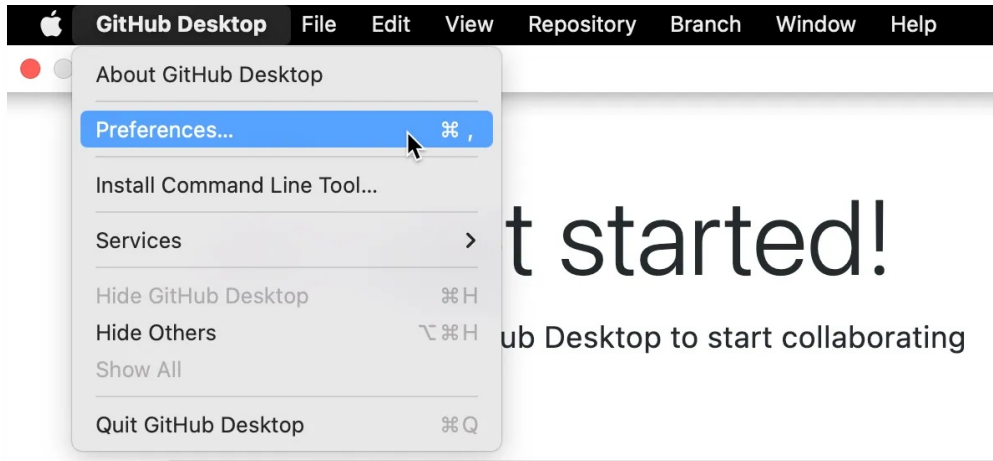 GitHub Desktop File Edit View Repository Branch Window Help
About GitHub Desktop
Preferences... ⌘ ,
Install Command Line Tool...
Services
t started!
Hide GitHub Desktop ⌘H
Hide Others ⌥⌘H
ub Desktop to start collaborating
Show All
Quit GitHub Desktop ⌘Q